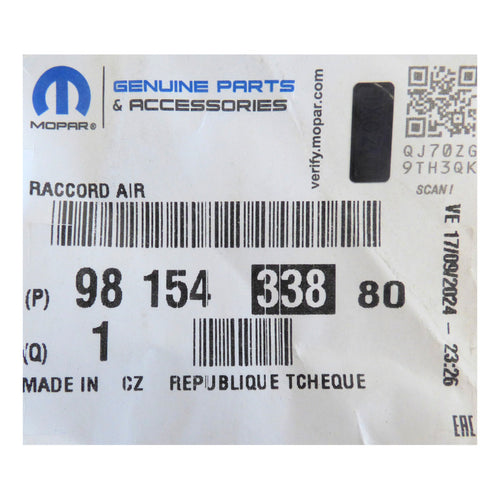 MOPAR®
GENUINE PARTS
& ACCESSORIES
verify.mopar.com
QJ70ZG
9TH3QK
SCAN!
RACCORD AIR
(P) 98 154 338 80
(Q) 1
MADE IN CZ REPUBLIQUE TCHEQUE
VE 17/09/2024 - 23:26
EAC